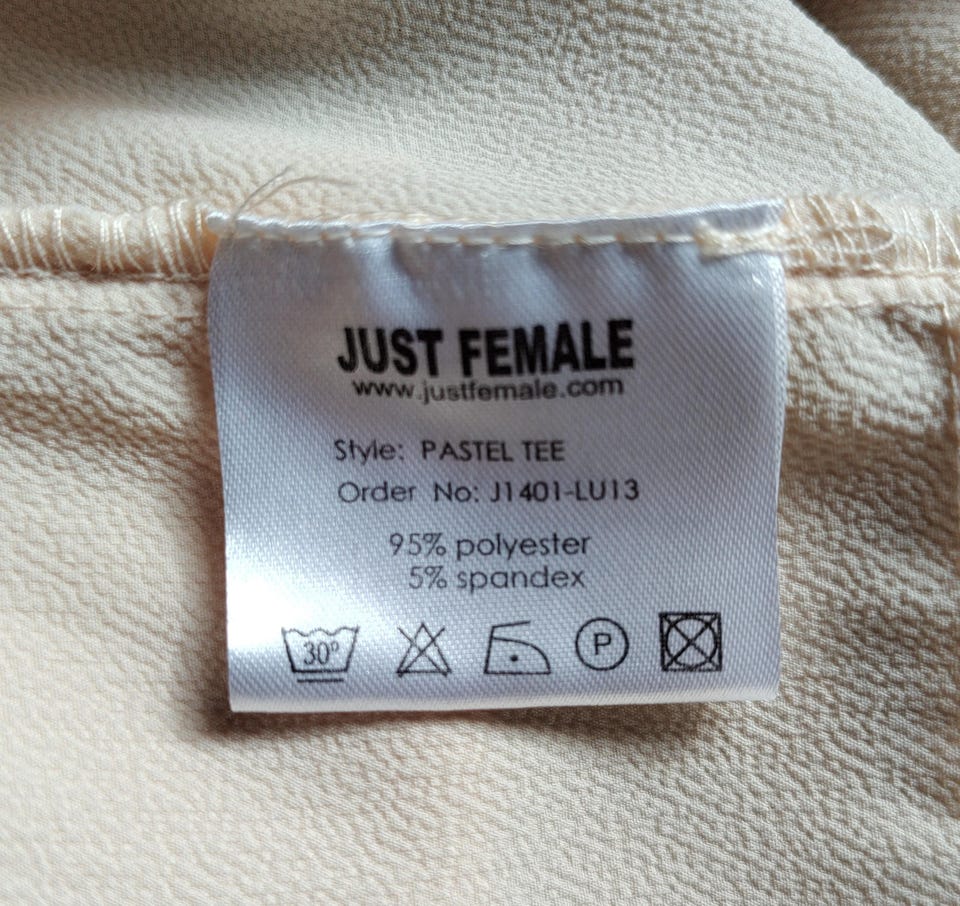 JUST FEMALE
www.justfemale.com
Style: PASTEL TEE
Order No: J1401-LU13
95% polyester
5% spandex
30° P